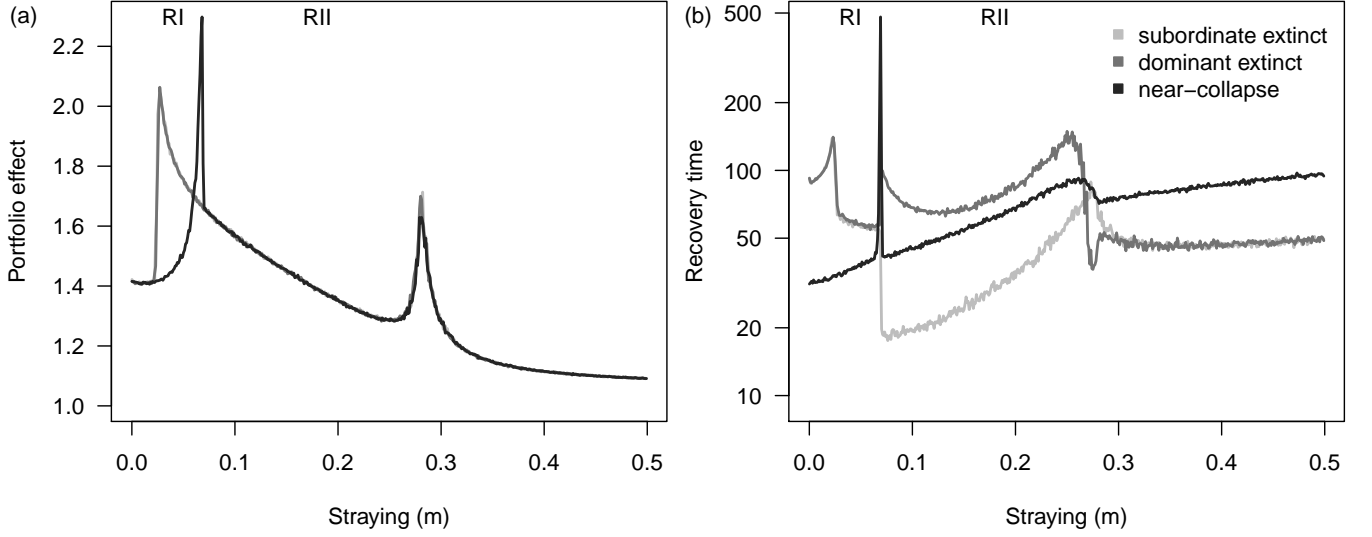 (a)
RI
RII
2.2
2.0
1.8
1.6
1.4
1.2
1.0
Portfolio effect
0.0
0.1
0.2
0.3
0.4
0.5
Straying (m)
(b)
RI
RII
subordinate extinct
dominant extinct
near−collapse
500
200
100
50
20
10
Recovery time
0.0
0.1
0.2
0.3
0.4
0.5
Straying (m)